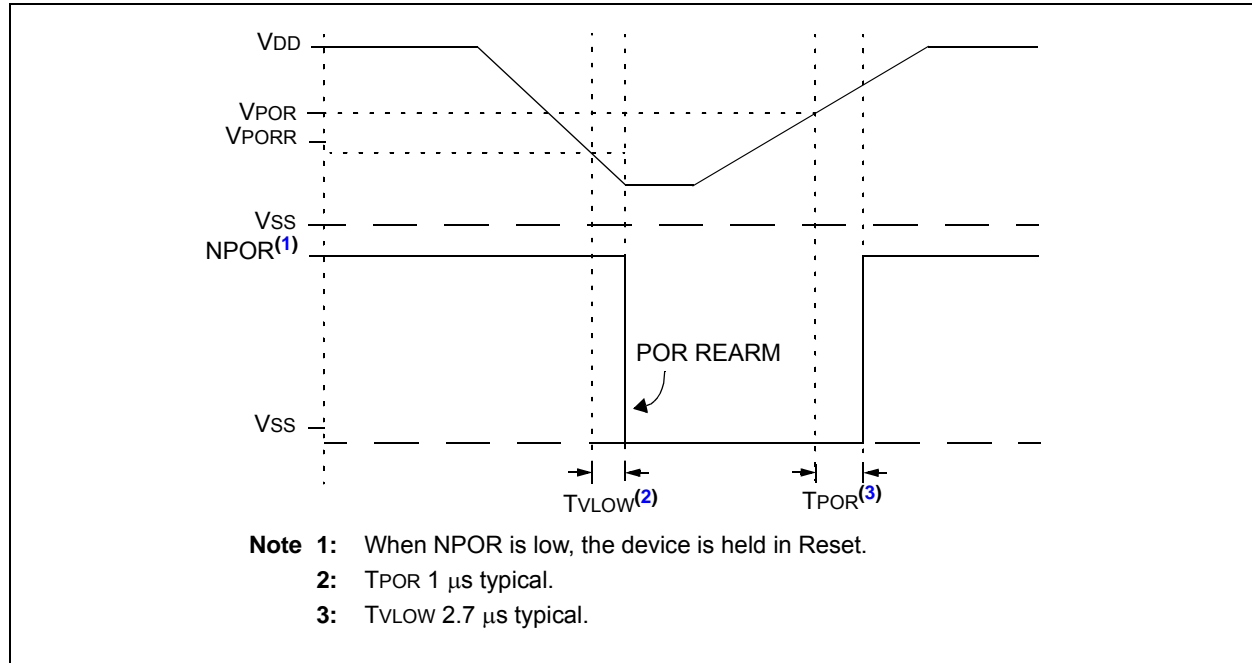 VDD
VPOR
VPORR
VSS
NPOR(1)
POR REARM
VSS
TVLOW(2)
TPOR(3)
Note 1: When NPOR is low, the device is held in Reset.
2: TPOR 1 μs typical.
3: TVLOW 2.7 μs typical.